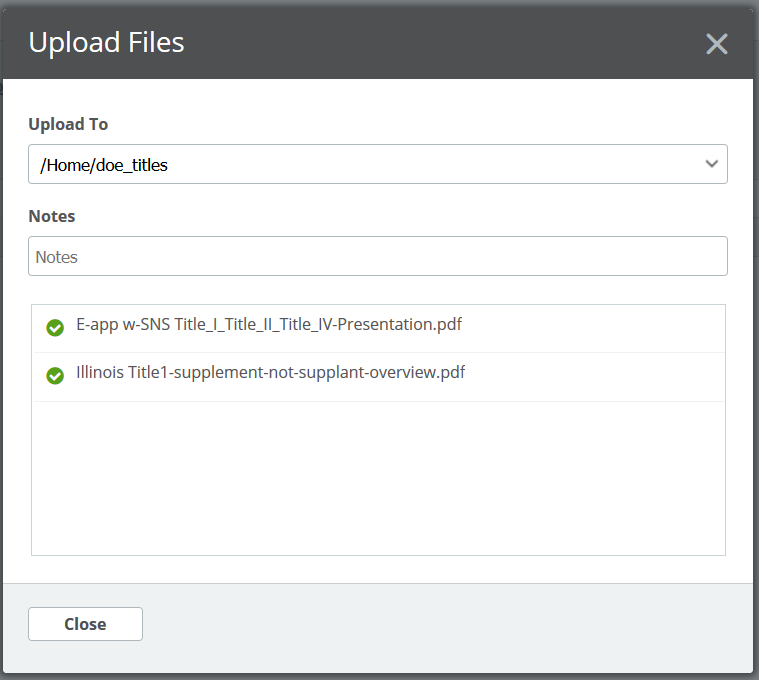 Upload Files
Upload To
/Home/doe_titles
Notes
Notes
E-app w-SNS Title_I_Title_II_Title_IV-Presentation.pdf
Illinois Title1-supplement-not-supplant-overview.pdf
Close